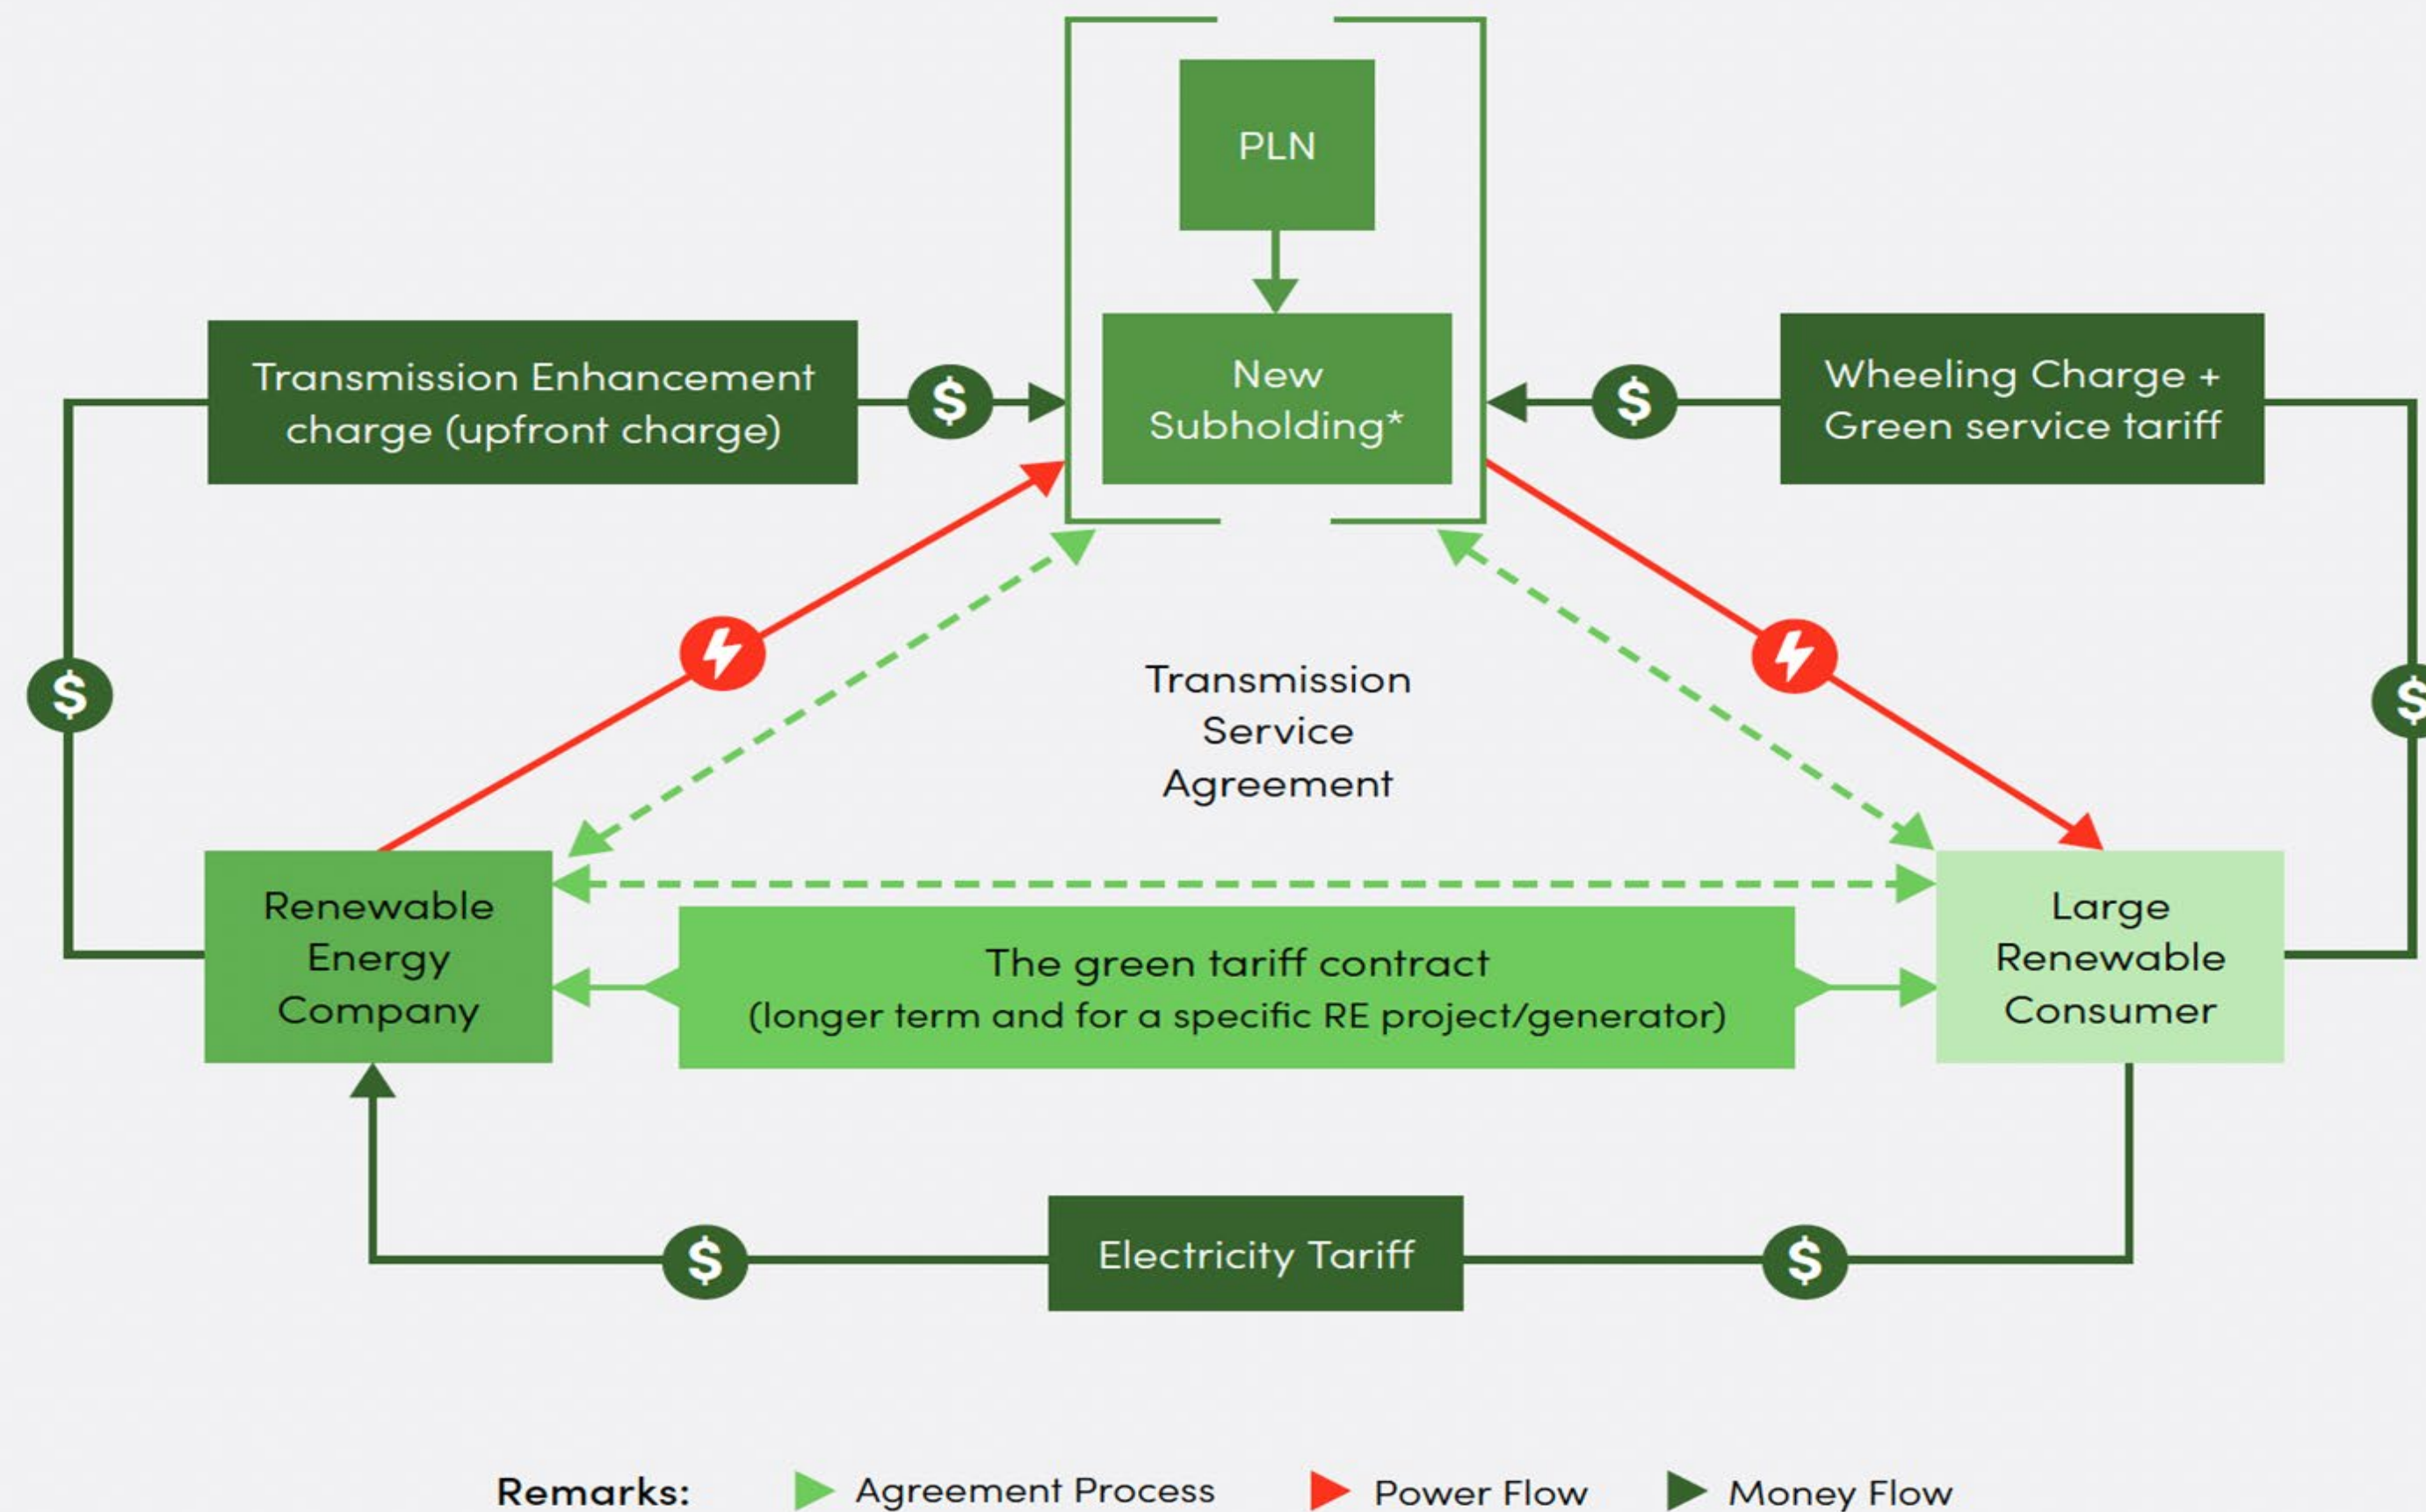 PLN
Transmission Enhancement
charge (upfront charge)
$
New
Subholding*
$
Wheeling Charge +
Green service tariff
$
$
Transmission
Service
Agreement
Renewable
Energy
Company
The green tariff contract
(longer term and for a specific RE project/generator)
Large
Renewable
Consumer
$
Electricity Tariff
$
Remarks:
Agreement Process
Power Flow
Money Flow